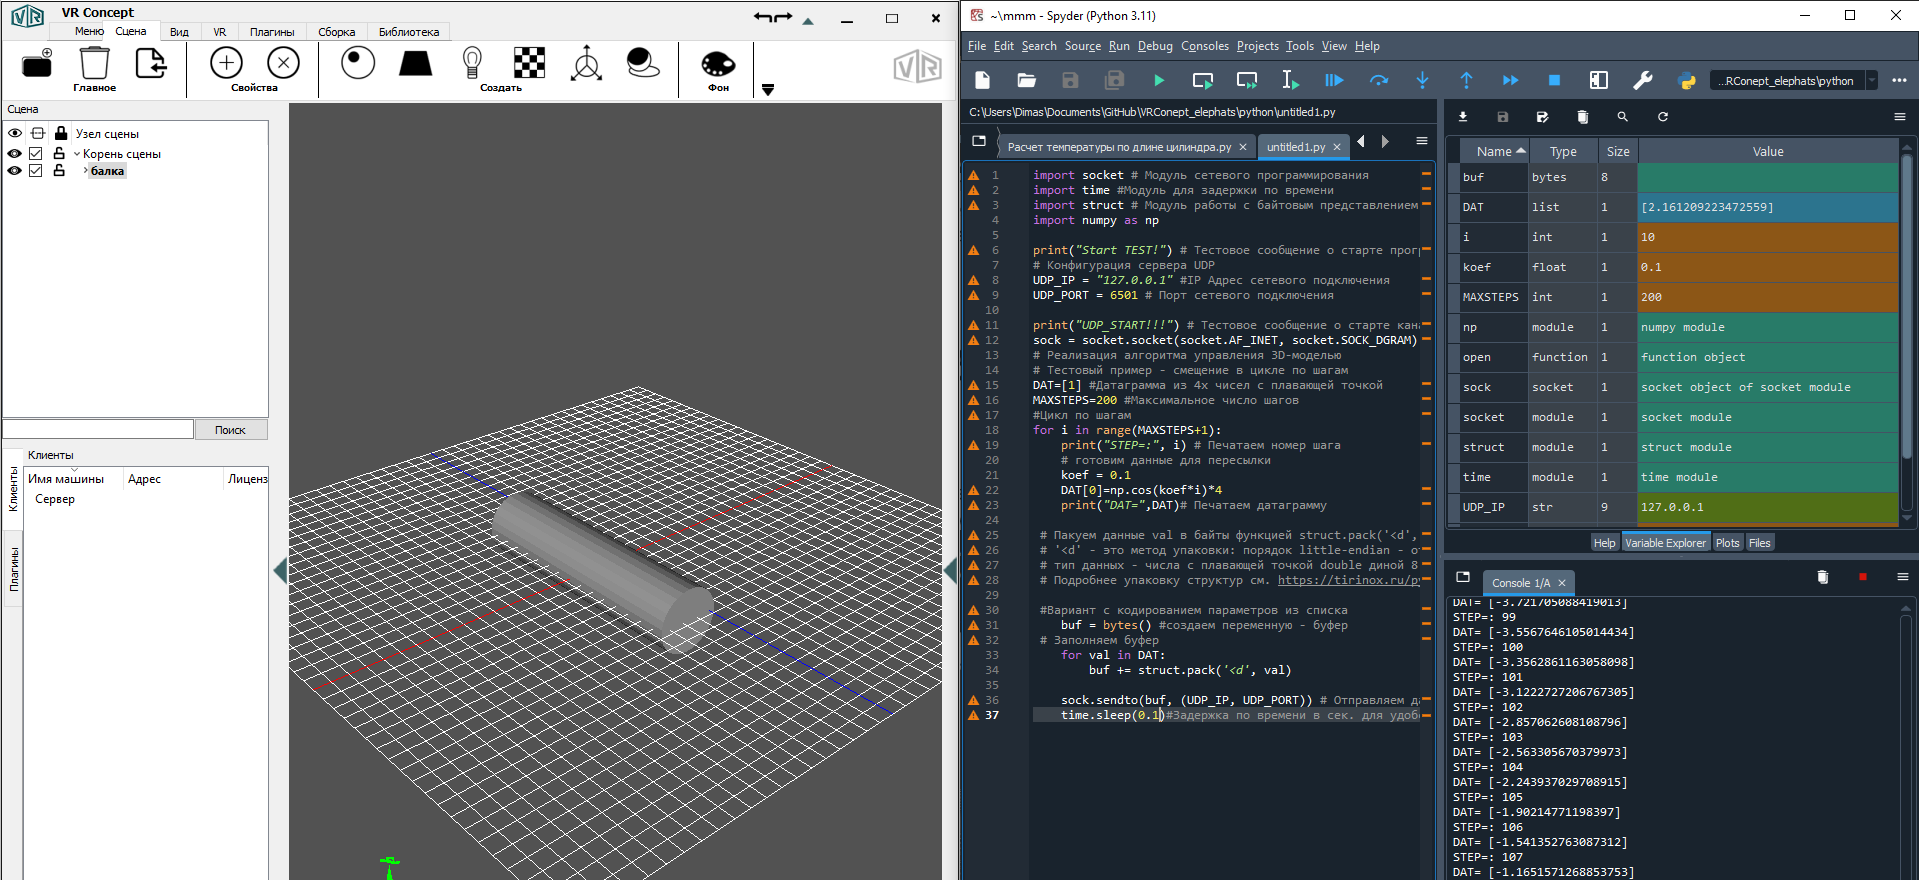 VR Concept
Меню Сцена Вид VR Плагины Сборка Библиотека
Главное Свойства Создать Фон
Сцена
Узел сцены
Корень сцены
балка
Поиск
Клиенты
Имя машины Адрес Лиценз
Сервер
Клиенты
Плагины
~\mmm - Spyder (Python 3.11)
File Edit Search Source Run Debug Consoles Projects Tools View Help
...RConept_elephats\python
C:\Users\Dimas\Documents\GitHub\VRConept_elephats\python\untitled1.py
Расчет температуры по длине цилиндра.py untitled1.py
1 import socket # Модуль сетевого программирования
2 import time #Модуль для задержки по времени
3 import struct # Модуль работы с байтовым представлением
4 import numpy as np
5
6 print("Start TEST!") # Тестовое сообщение о старте прог
7 # Конфигурация сервера UDP
8 UDP_IP = "127.0.0.1" #IP Адрес сетевого подключения
9 UDP_PORT = 6501 # Порт сетевого подключения
10
11 print("UDP_START!!!") # Тестовое сообщение о старте кан
12 sock = socket.socket(socket.AF_INET, socket.SOCK_DGRAM)
13 # Реализация алгоритма управления 3D-моделью
14 # Тестовый пример - смещение в цикле по шагам
15 DAT=[1] #Датаграмма из 4х чисел с плавающей точкой
16 MAXSTEPS=200 #Максимальное число шагов
17 #Цикл по шагам
18 for i in range(MAXSTEPS+1):
19 print("STEP=:", i) # Печатаем номер шага
20 # готовим данные для пересылки
21 koef = 0.1
22 DAT[0]=np.cos(koef*i)*4
23 print("DAT=",DAT)# Печатаем датаграмму
24
25 # Пакуем данные val в байты функцией struct.pack('<d',
26 # '<d' - это метод упаковки: порядок little-endian - о
27 # тип данных - числа с плавающей точкой double диной 8
28 # Подробнее упаковку структур см. https://tirinox.ru/p
29
30 #Вариант с кодированием параметров из списка
31 buf = bytes() #создаем переменную - буфер
32 # Заполняем буфер
33 for val in DAT:
34 buf += struct.pack('<d', val)
35
36 sock.sendto(buf, (UDP_IP, UDP_PORT)) # Отправляем д
37 time.sleep(0.1)#Задержка по времени в сек. для удоб
Name Type Size Value
buf bytes 8
DAT list 1 [2.161209223472559]
i int 1 10
koef float 1 0.1
MAXSTEPS int 1 200
np module 1 numpy module
open function 1 function object
sock socket 1 socket object of socket module
socket module 1 socket module
struct module 1 struct module
time module 1 time module
UDP_IP str 9 127.0.0.1
Help Variable Explorer Plots Files
Console 1/A
DAT= [-3.721705088419013]
STEP=: 99
DAT= [-3.5567646105014434]
STEP=: 100
DAT= [-3.3562861163058098]
STEP=: 101
DAT= [-3.1222727206767305]
STEP=: 102
DAT= [-2.857062608108796]
STEP=: 103
DAT= [-2.563305670379973]
STEP=: 104
DAT= [-2.243937029708915]
STEP=: 105
DAT= [-1.90214771198397]
STEP=: 106
DAT= [-1.541352763087312]
STEP=: 107
DAT= [-1.1651571268853753]